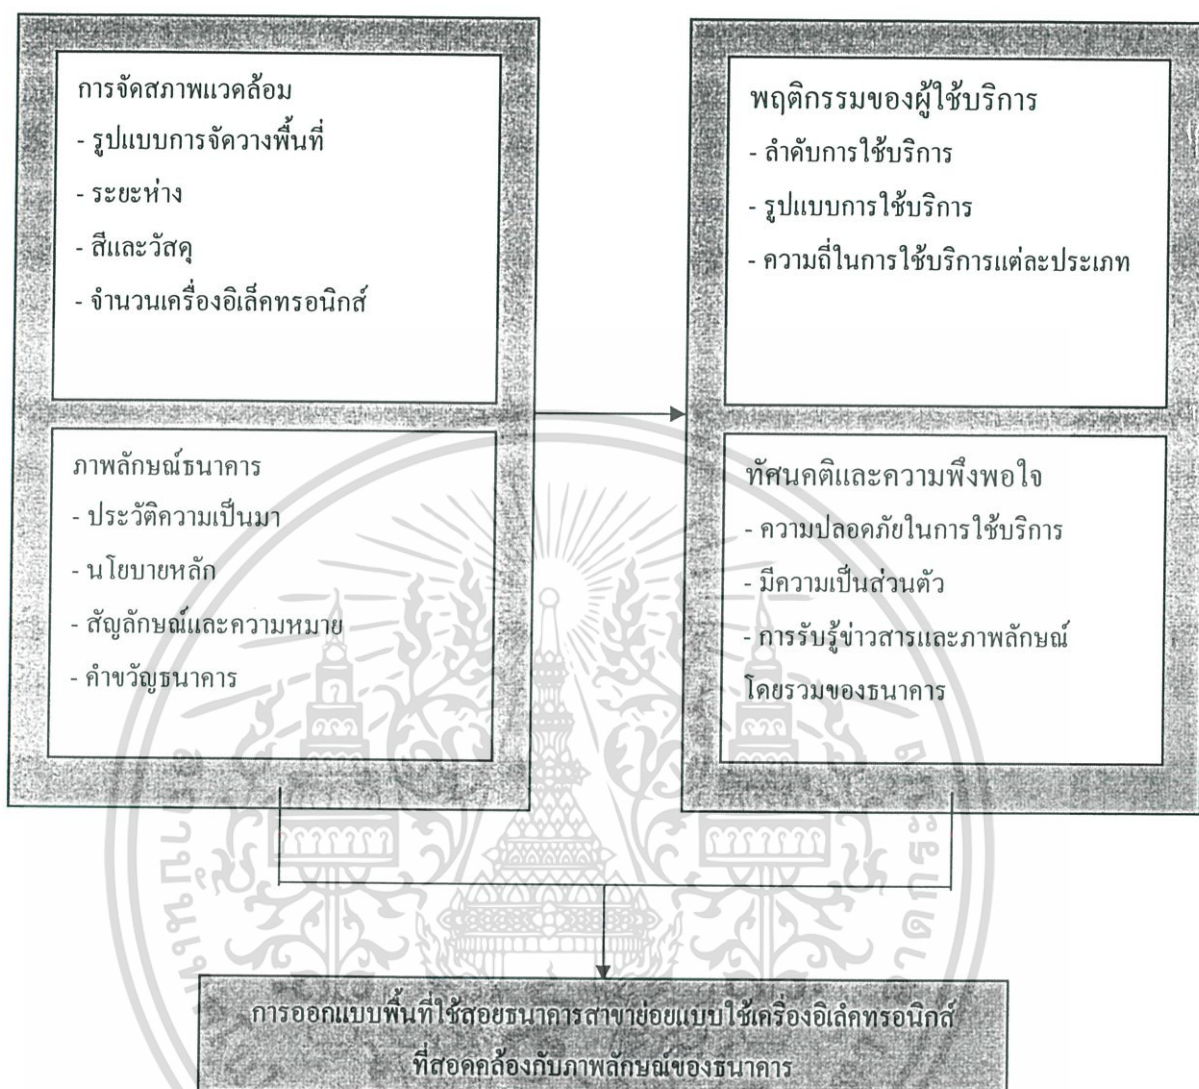 การจัดสภาพแวดล้อม
- รูปแบบการจัดวางพื้นที่
- ระยะห่าง
- สีและวัสดุ
- จำนวนเครื่องอิเล็คทรอนิกส์
ภาพลักษณ์ธนาคาร
- ประวัติความเป็นมา
- นโยบายหลัก
- สัญลักษณ์และความหมาย
- คำขวัญธนาคาร
พฤติกรรมของผู้ใช้บริการ
- ลำดับการใช้บริการ
- รูปแบบการใช้บริการ
- ความถี่ในการใช้บริการแต่ละประเภท
ทัศนคติและความพึงพอใจ
- ความปลอดภัยในการใช้บริการ
- มีความเป็นส่วนตัว
- การรับรู้ข่าวสารและภาพลักษณ์
โดยรวมของธนาคาร
การออกแบบพื้นที่ใช้สอยธนาคารสาขาย่อยแบบใช้เครื่องอิเล็คทรอนิกส์
ที่สอดคล้องกับภาพลักษณ์ของธนาคาร